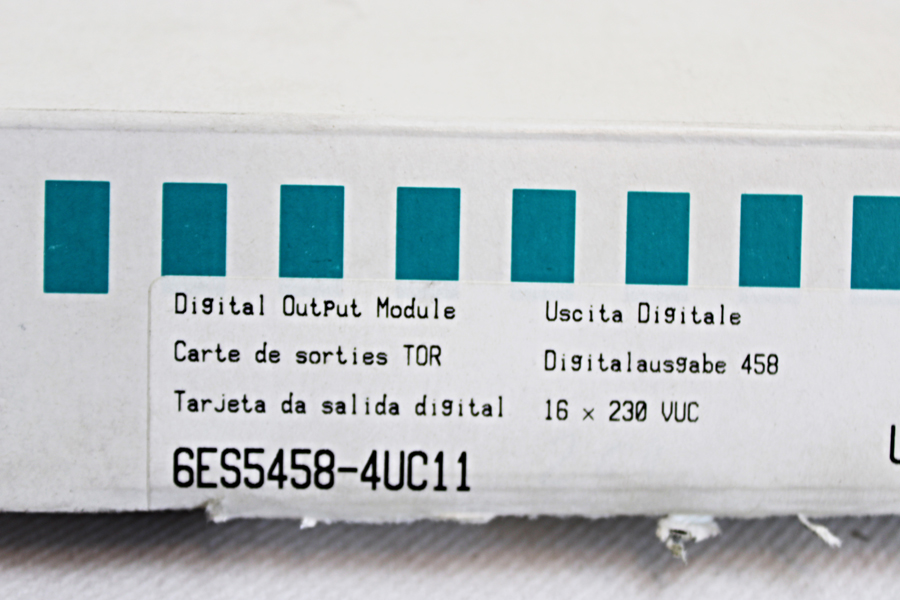 Digital Output Module
Carte de sorties TOR
Tarjeta da salida digital
6ES5458-4UC11
Uscita Digitale
Digitalausgabe 458
16 × 230 VUC